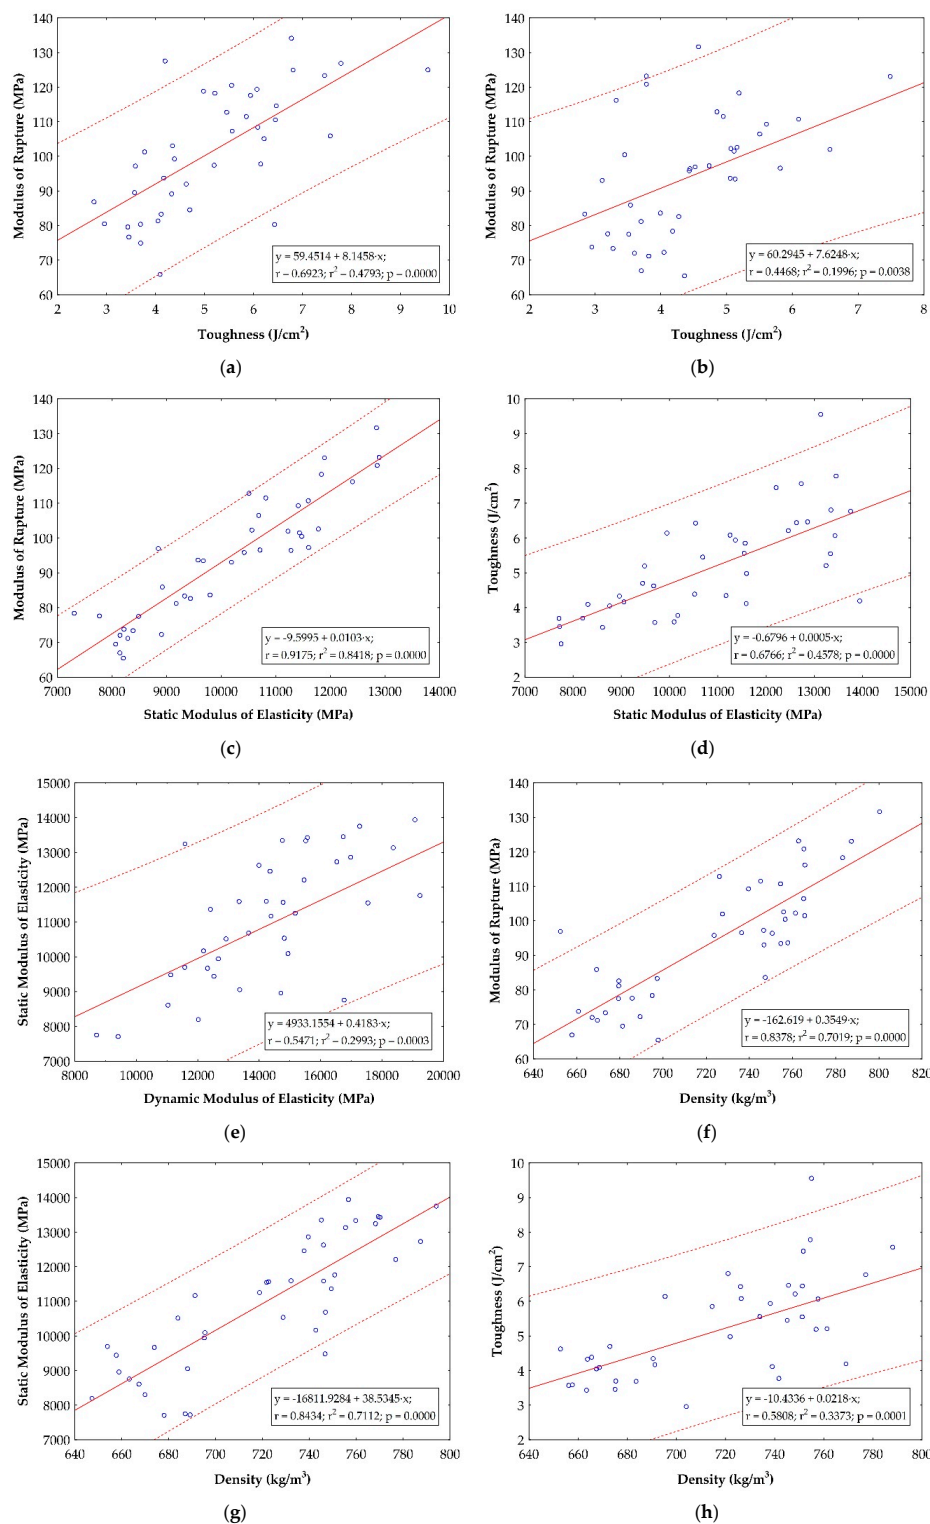 140
130
120
110
100
90
80
70
60
Modulus of Rupture (MPa)
y = 59.4514 + 8.1458·x;
r – 0.6923; r² – 0.4793; p – 0.0000
2 3 4 5 6 7 8 9 10
Toughness (J/cm²)
(a)
140
130
120
110
100
90
80
70
60
Modulus of Rupture (MPa)
y = 60.2945 + 7.6248·x;
r = 0.4468; r² = 0.1996; p = 0.0038
2 3 4 5 6 7 8
Toughness (J/cm²)
(b)
140
130
120
110
100
90
80
70
60
Modulus of Rupture (MPa)
y = -9.5995 + 0.0103·x;
r = 0.9175; r² = 0.8418; p = 0.0000
7000 8000 9000 10000 11000 12000 13000 14000
Static Modulus of Elasticity (MPa)
(c)
10
9
8
7
6
5
4
3
2
Toughness (J/cm²)
y = -0.6796 + 0.0005·x;
r = 0.6766; r² = 0.4578; p = 0.0000
7000 8000 9000 10000 11000 12000 13000 14000 15000
Static Modulus of Elasticity (MPa)
(d)
15000
14000
13000
12000
11000
10000
9000
8000
7000
Static Modulus of Elasticity (MPa)
y = 4933.1554 + 0.4183·x;
r – 0.5471; r² – 0.2993; p – 0.0003
8000 10000 12000 14000 16000 18000 20000
Dynamic Modulus of Elasticity (MPa)
(e)
140
130
120
110
100
90
80
70
60
Modulus of Rupture (MPa)
y = -162.619 + 0.3549·x;
r = 0.8378; r² = 0.7019; p = 0.0000
640 660 680 700 720 740 760 780 800 820
Density (kg/m³)
(f)
15000
14000
13000
12000
11000
10000
9000
8000
7000
Static Modulus of Elasticity (MPa)
y = -16811.9284 + 38.5345·x;
r = 0.8434; r² = 0.7112; p = 0.0000
640 660 680 700 720 740 760 780 800
Density (kg/m³)
(g)
10
9
8
7
6
5
4
3
2
Toughness (J/cm²)
y = -10.4336 + 0.0218·x;
r = 0.5808; r² = 0.3373; p = 0.0001
640 660 680 700 720 740 760 780 800
Density (kg/m³)
(h)